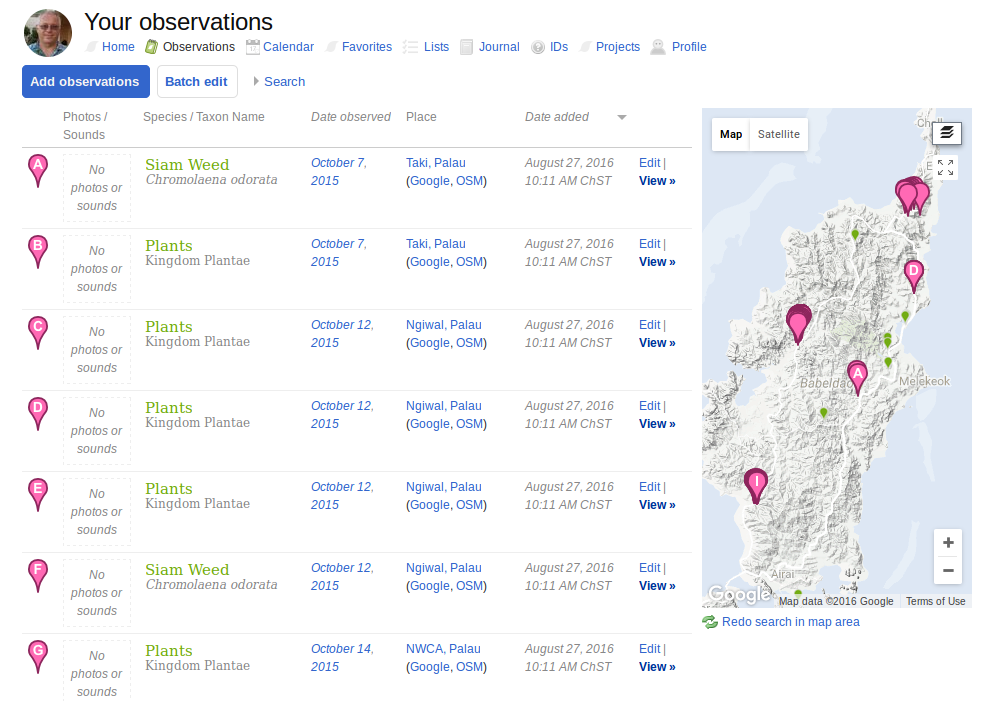 Your observations
Home Observations Calendar Favorites Lists Journal IDs Projects Profile
Add observations Batch edit Search
Photos / Sounds Species / Taxon Name Date observed Place Date added
A
No photos or sounds
Siam Weed
Chromolaena odorata
October 7, 2015
Taki, Palau
(Google, OSM)
August 27, 2016
10:11 AM ChST
Edit |
View »
B
No photos or sounds
Plants
Kingdom Plantae
October 7, 2015
Taki, Palau
(Google, OSM)
August 27, 2016
10:11 AM ChST
Edit |
View »
C
No photos or sounds
Plants
Kingdom Plantae
October 12, 2015
Ngiwal, Palau
(Google, OSM)
August 27, 2016
10:11 AM ChST
Edit |
View »
D
No photos or sounds
Plants
Kingdom Plantae
October 12, 2015
Ngiwal, Palau
(Google, OSM)
August 27, 2016
10:11 AM ChST
Edit |
View »
E
No photos or sounds
Plants
Kingdom Plantae
October 12, 2015
Ngiwal, Palau
(Google, OSM)
August 27, 2016
10:11 AM ChST
Edit |
View »
F
No photos or sounds
Siam Weed
Chromolaena odorata
October 12, 2015
Ngiwal, Palau
(Google, OSM)
August 27, 2016
10:11 AM ChST
Edit |
View »
G
No photos or sounds
Plants
Kingdom Plantae
October 14, 2015
NWCA, Palau
(Google, OSM)
August 27, 2016
10:11 AM ChST
Edit |
View »
Map Satellite
D
A
Melekeok
I
Airai
Google
Map data ©2016 Google Terms of Use
Redo search in map area